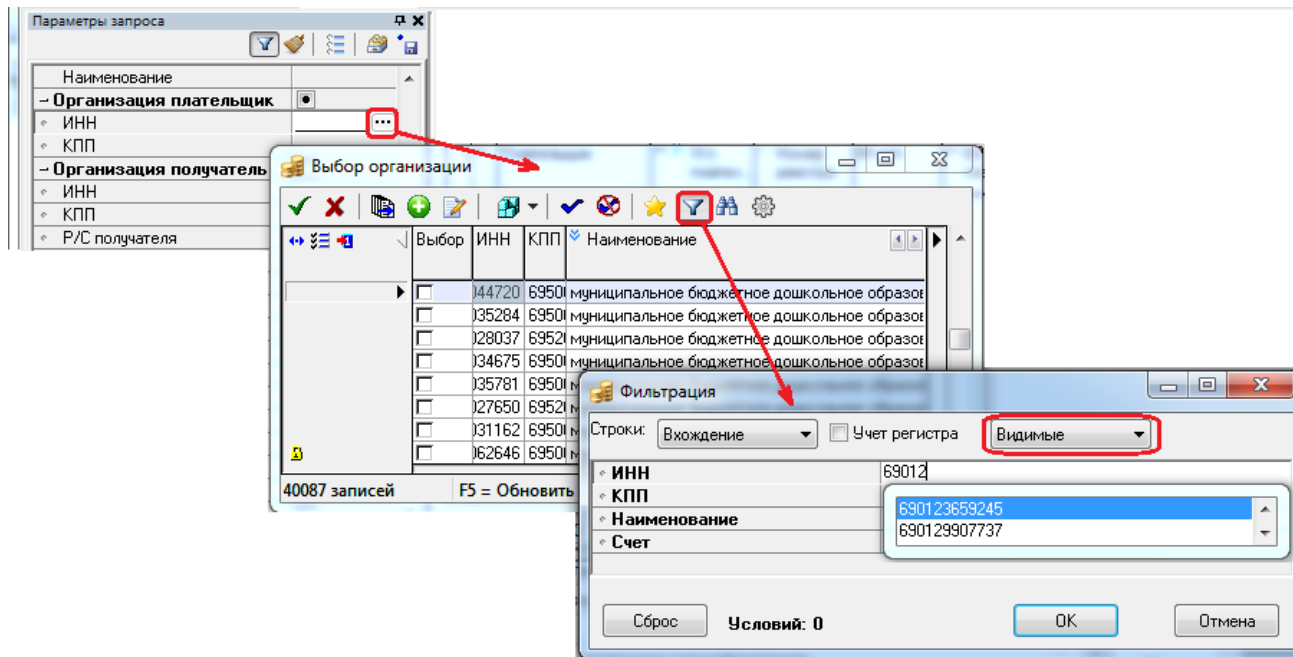 Параметры запроса
Наименование
Организация плательщик
ИНН
КПП
Организация получатель
ИНН
КПП
Р/С получателя
Выбор организации
Выбор ИНН КПП Наименование
044720 6950 муниципальное бюджетное дошкольное образов
035284 6950 муниципальное бюджетное дошкольное образов
028037 6952 муниципальное бюджетное дошкольное образов
034675 6950 муниципальное бюджетное дошкольное образов
035781 6950
027650 6952
031162 6950
062646 6950
40087 записей F5 = Обновить
Фильтрация
Строки: Вхождение Учет регистра Видимые
ИНН 69012
КПП
Наименование
Счет
690123659245
690129907737
Сброс Условий: 0 OK Отмена